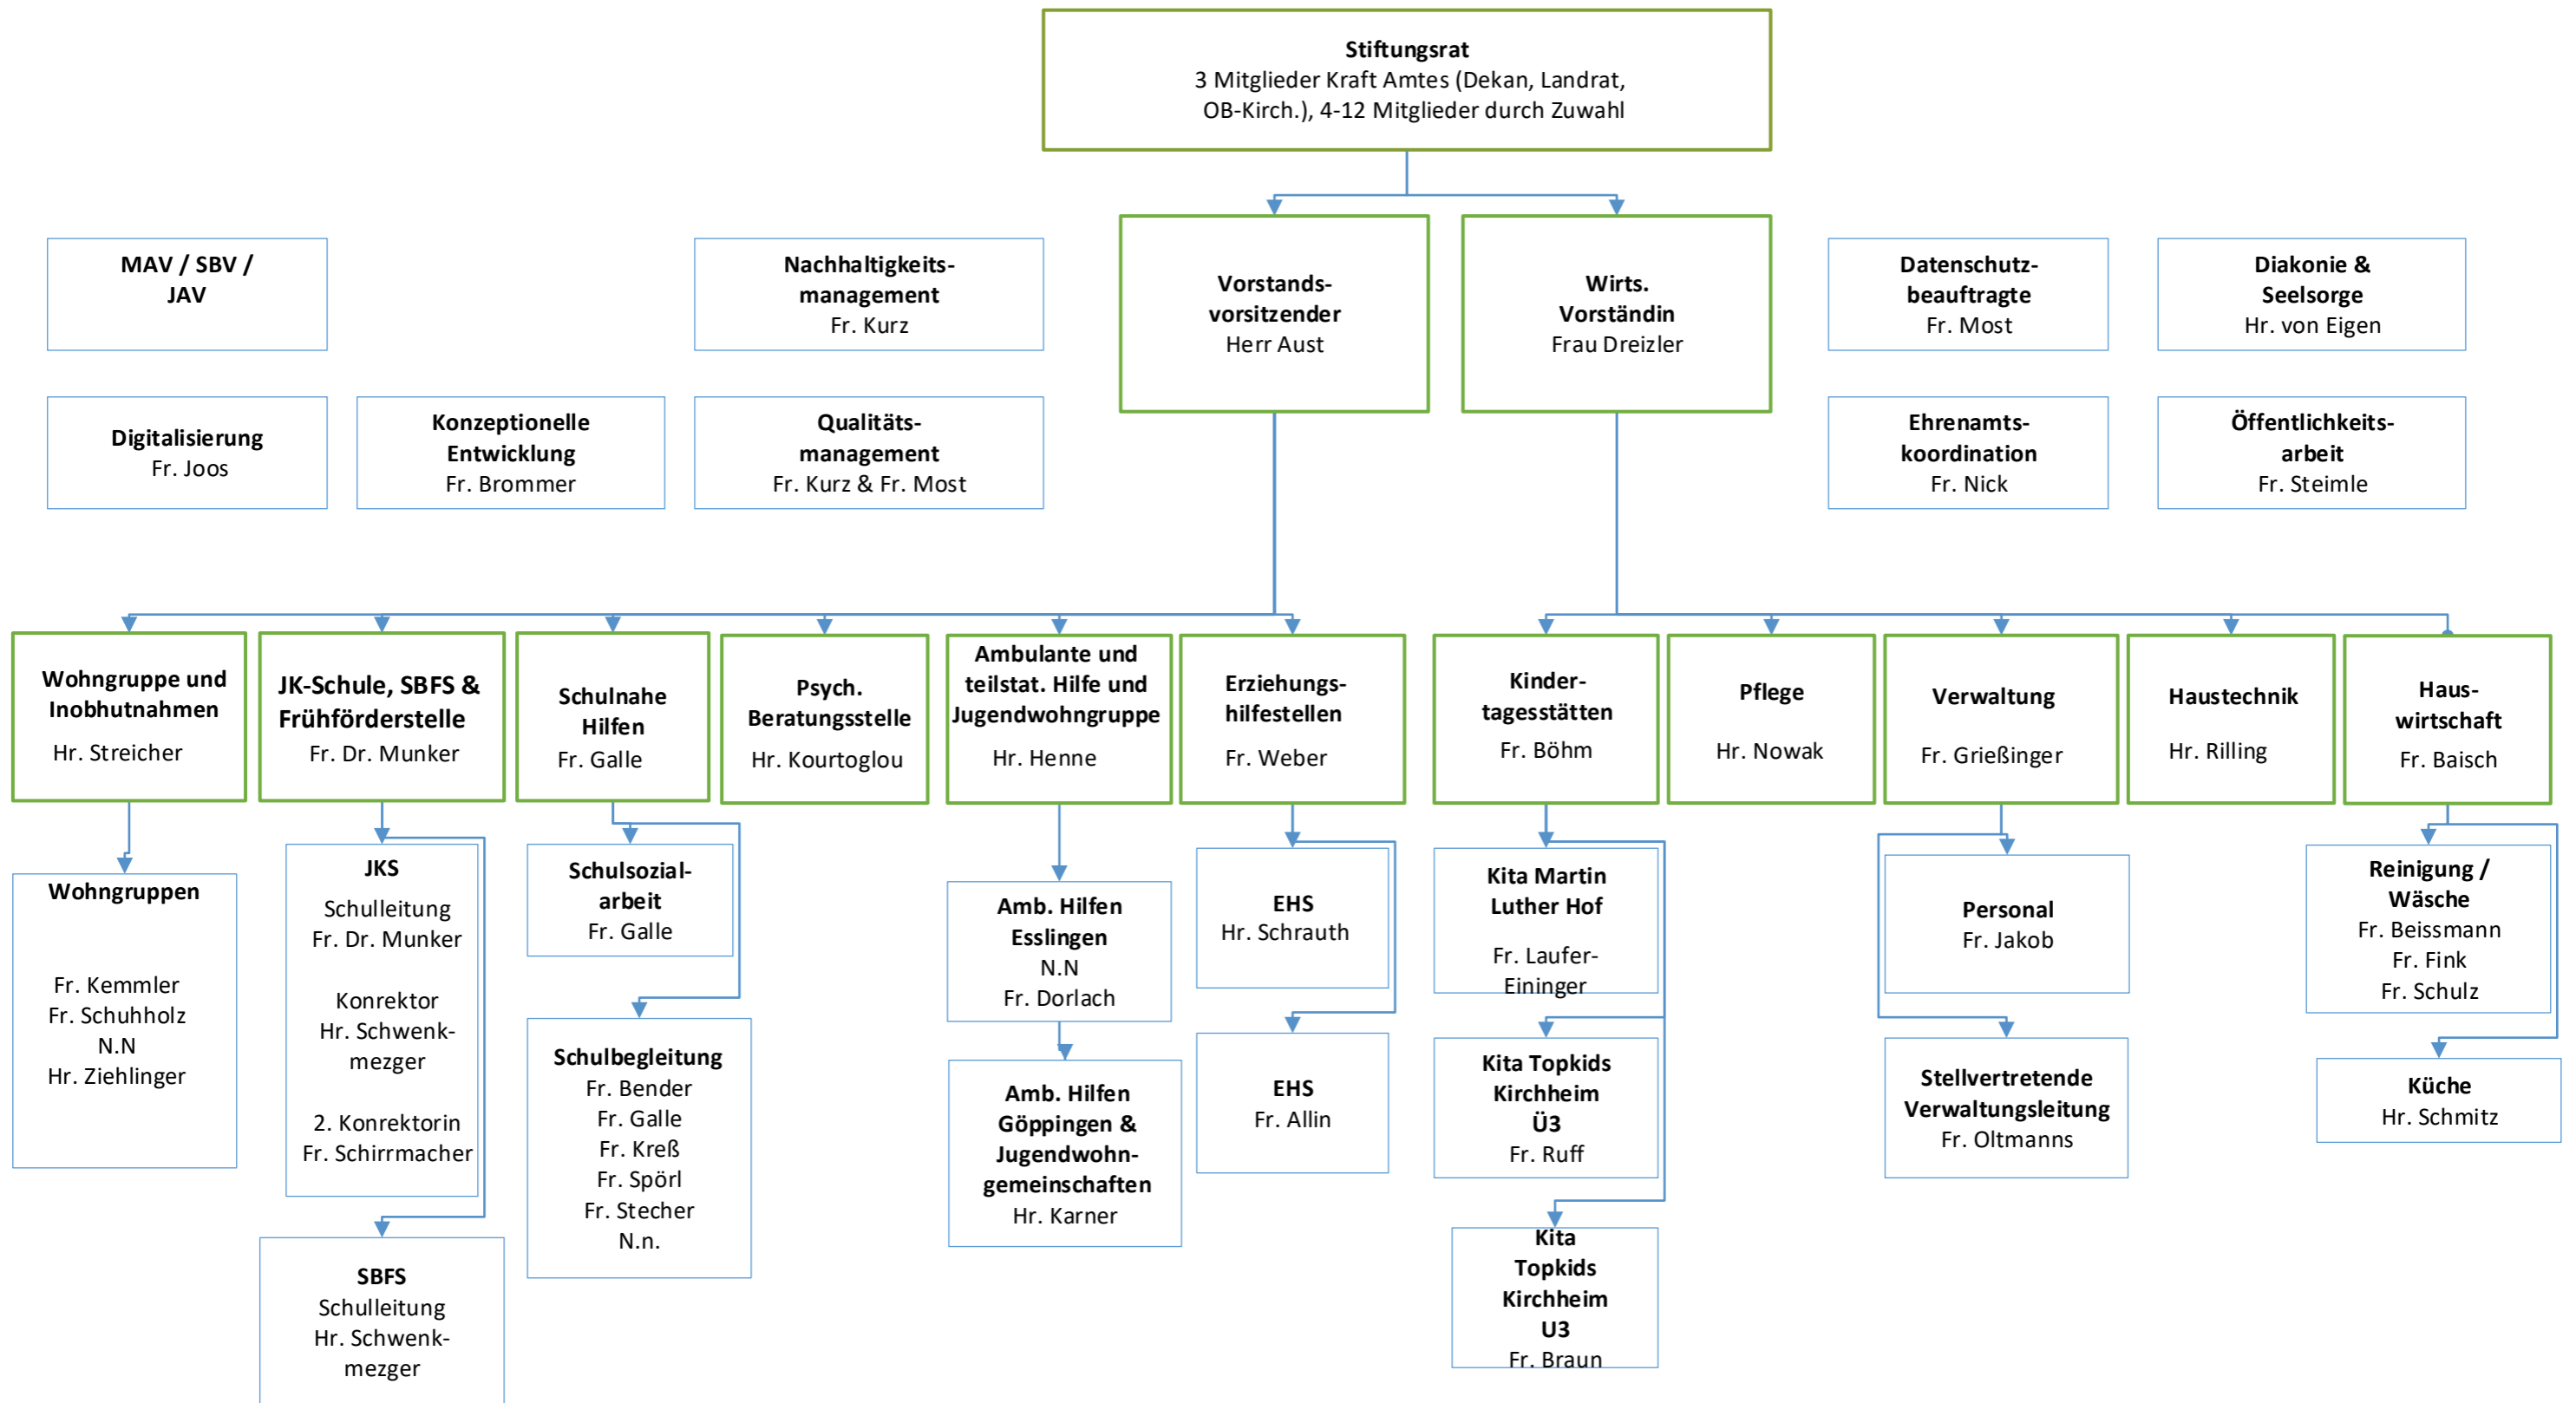 Stiftungsrat
3 Mitglieder Kraft Amtes (Dekan, Landrat,
OB-Kirch.), 4-12 Mitglieder durch Zuwahl
MAV / SBV /
JAV
Nachhaltigkeits-
management
Fr. Kurz
Vorstands-
vorsitzender
Herr Aust
Wirts.
Vorständin
Frau Dreizler
Datenschutz-
beauftragte
Fr. Most
Diakonie &
Seelsorge
Hr. von Eigen
Digitalisierung
Fr. Joos
Konzeptionelle
Entwicklung
Fr. Brommer
Qualitäts-
management
Fr. Kurz & Fr. Most
Ehrenamts-
koordination
Fr. Nick
Öffentlichkeits-
arbeit
Fr. Steimle
Wohngruppe und
Inobhutnahmen
Hr. Streicher
JK-Schule, SBFS &
Frühförderstelle
Fr. Dr. Munker
Schulnahe
Hilfen
Fr. Galle
Psych.
Beratungsstelle
Hr. Kourtoglou
Ambulante und
teilstat. Hilfe und
Jugendwohngruppe
Hr. Henne
Erziehungs-
hilfestellen
Fr. Weber
Kinder-
tagesstätten
Fr. Böhm
Pflege
Hr. Nowak
Verwaltung
Fr. Grießinger
Haustechnik
Hr. Rilling
Haus-
wirtschaft
Fr. Baisch
Wohngruppen
Fr. Kemmler
Fr. Schuhholz
N.N
Hr. Ziehlinger
JKS
Schulleitung
Fr. Dr. Munker
Konrektor
Hr. Schwenk-
mezger
2. Konrektorin
Fr. Schirrmacher
SBFS
Schulleitung
Hr. Schwenk-
mezger
Schulsozial-
arbeit
Fr. Galle
Schulbegleitung
Fr. Bender
Fr. Galle
Fr. Kreß
Fr. Spörl
Fr. Stecher
N.n.
Amb. Hilfen
Esslingen
N.N
Fr. Dorlach
Amb. Hilfen
Göppingen &
Jugendwohn-
gemeinschaften
Hr. Karner
EHS
Hr. Schrauth
EHS
Fr. Allin
Kita Martin
Luther Hof
Fr. Laufer-
Eininger
Kita Topkids
Kirchheim
Ü3
Fr. Ruff
Kita
Topkids
Kirchheim
U3
Fr. Braun
Personal
Fr. Jakob
Stellvertretende
Verwaltungsleitung
Fr. Oltmanns
Reinigung /
Wäsche
Fr. Beissmann
Fr. Fink
Fr. Schulz
Küche
Hr. Schmitz